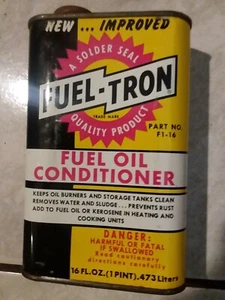 NEW ... IMPROVED
A SOLDER SEAL
FUEL-TRON
TRADE MARK
QUALITY PRODUCT
PART NO.
F1-16
FUEL OIL
CONDITIONER
KEEPS OIL BURNERS AND STORAGE TANKS CLEAN
REMOVES WATER AND SLUDGE . . . PREVENTS RUST
ADD TO FUEL OIL OR KEROSENE IN HEATING AND
COOKING UNITS
DANGER:
HARMFUL OR FATAL
IF SWALLOWED
Read cautionary
directions carefully
16 FL.OZ.(1 PINT).473 Liters